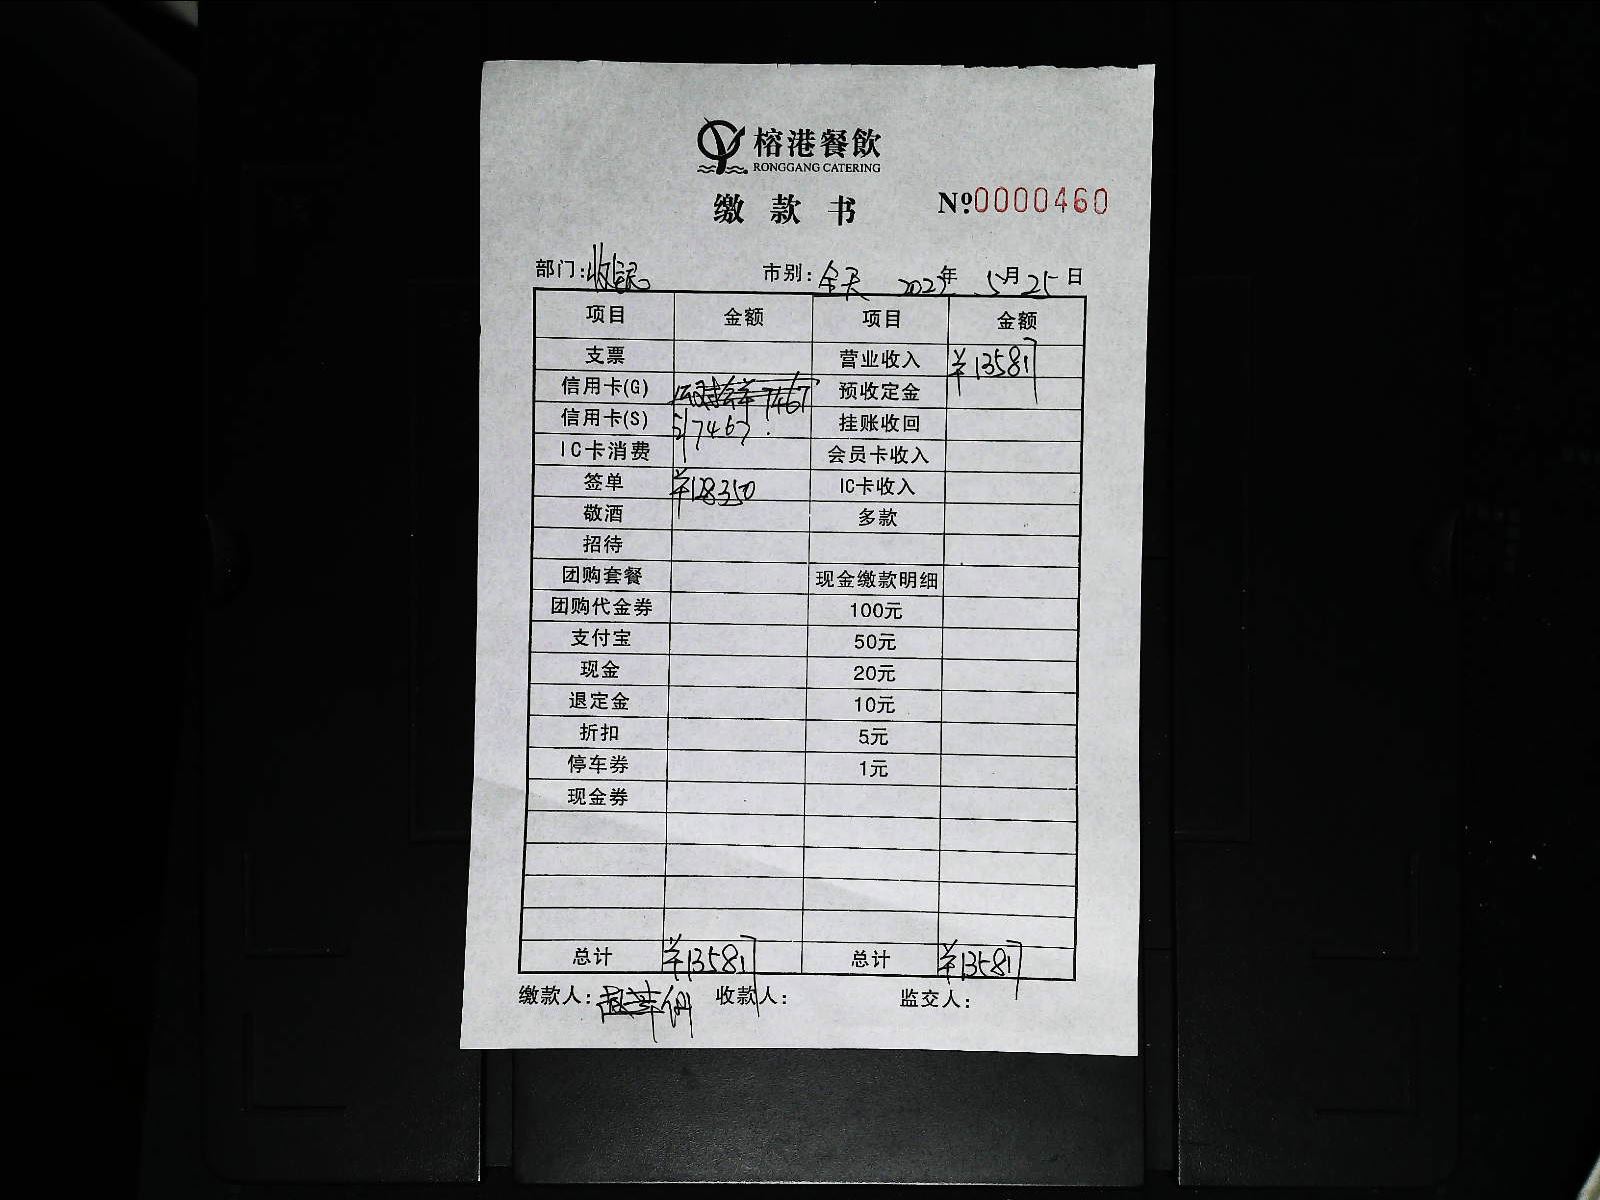 榕港餐飲
RONGGANG CATERING
缴款书 №0000460
部门:收银 市别:全天 2023年 5月25日
项目 金额 项目 金额
支票 营业收入 ¥13581
信用卡(G) 7467 预收定金
信用卡(S) 7467 挂账收回
IC卡消费 会员卡收入
签单 ¥128350 IC卡收入
敬酒 多款
招待
团购套餐 现金缴款明细
团购代金券 100元
支付宝 50元
现金 20元
退定金 10元
折扣 5元
停车券 1元
现金券
总计 ¥13581 总计 ¥13581
缴款人: 收款人: 监交人: